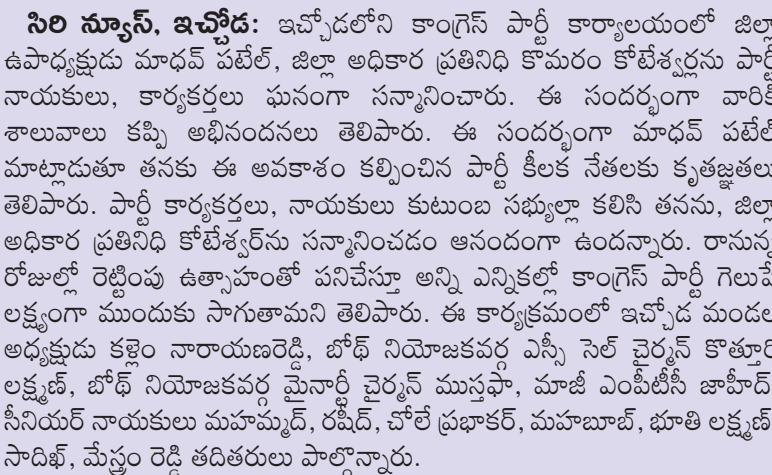 సిరి న్యూస్, ఇచ్చోడ: ఇచ్చోడలోని కాంగ్రెస్ పార్టీ కార్యాలయంలో జిల్లా
ఉపాధ్యక్షుడు మాధవ్ పటేల్, జిల్లా అధికార ప్రతినిధి కొమరం కోటేశ్వర్లను పార్టీ
నాయకులు, కార్యకర్తలు ఘనంగా సన్మానించారు. ఈ సందర్భంగా వారికి
శాలువాలు కప్పి అభినందనలు తెలిపారు. ఈ సందర్భంగా మాధవ్ పటేల్
మాట్లాడుతూ తనకు ఈ అవకాశం కల్పించిన పార్టీ కీలక నేతలకు కృతజ్ఞతలు
తెలిపారు. పార్టీ కార్యకర్తలు, నాయకులు కుటుంబ సభ్యుల్లా కలిసి తనను, జిల్లా
అధికార ప్రతినిధి కోటేశ్వర్‌ను సన్మానించడం ఆనందంగా ఉందన్నారు. రానున్న
రోజుల్లో రెట్టింపు ఉత్సాహంతో పనిచేస్తూ అన్ని ఎన్నికల్లో కాంగ్రెస్ పార్టీ గెలుపే
లక్ష్యంగా ముందుకు సాగుతామని తెలిపారు. ఈ కార్యక్రమంలో ఇచ్చోడ మండల
అధ్యక్షుడు కళ్లెం నారాయణరెడ్డి, బోథ్ నియోజకవర్గ ఎస్సీ సెల్ చైర్మన్ కొత్తూరి
లక్ష్మణ్, బోథ్ నియోజకవర్గ మైనార్టీ చైర్మన్ ముస్తఫా, మాజీ ఎంపీటీసీ జాహీద్
సీనియర్ నాయకులు మహమ్మద్, రషీద్, చోలే ప్రభాకర్, మహబూబ్, భూతి లక్ష్మణ్
సాదిఖ్, మేస్త్రం రెడ్డి తదితరులు పాల్గొన్నారు.